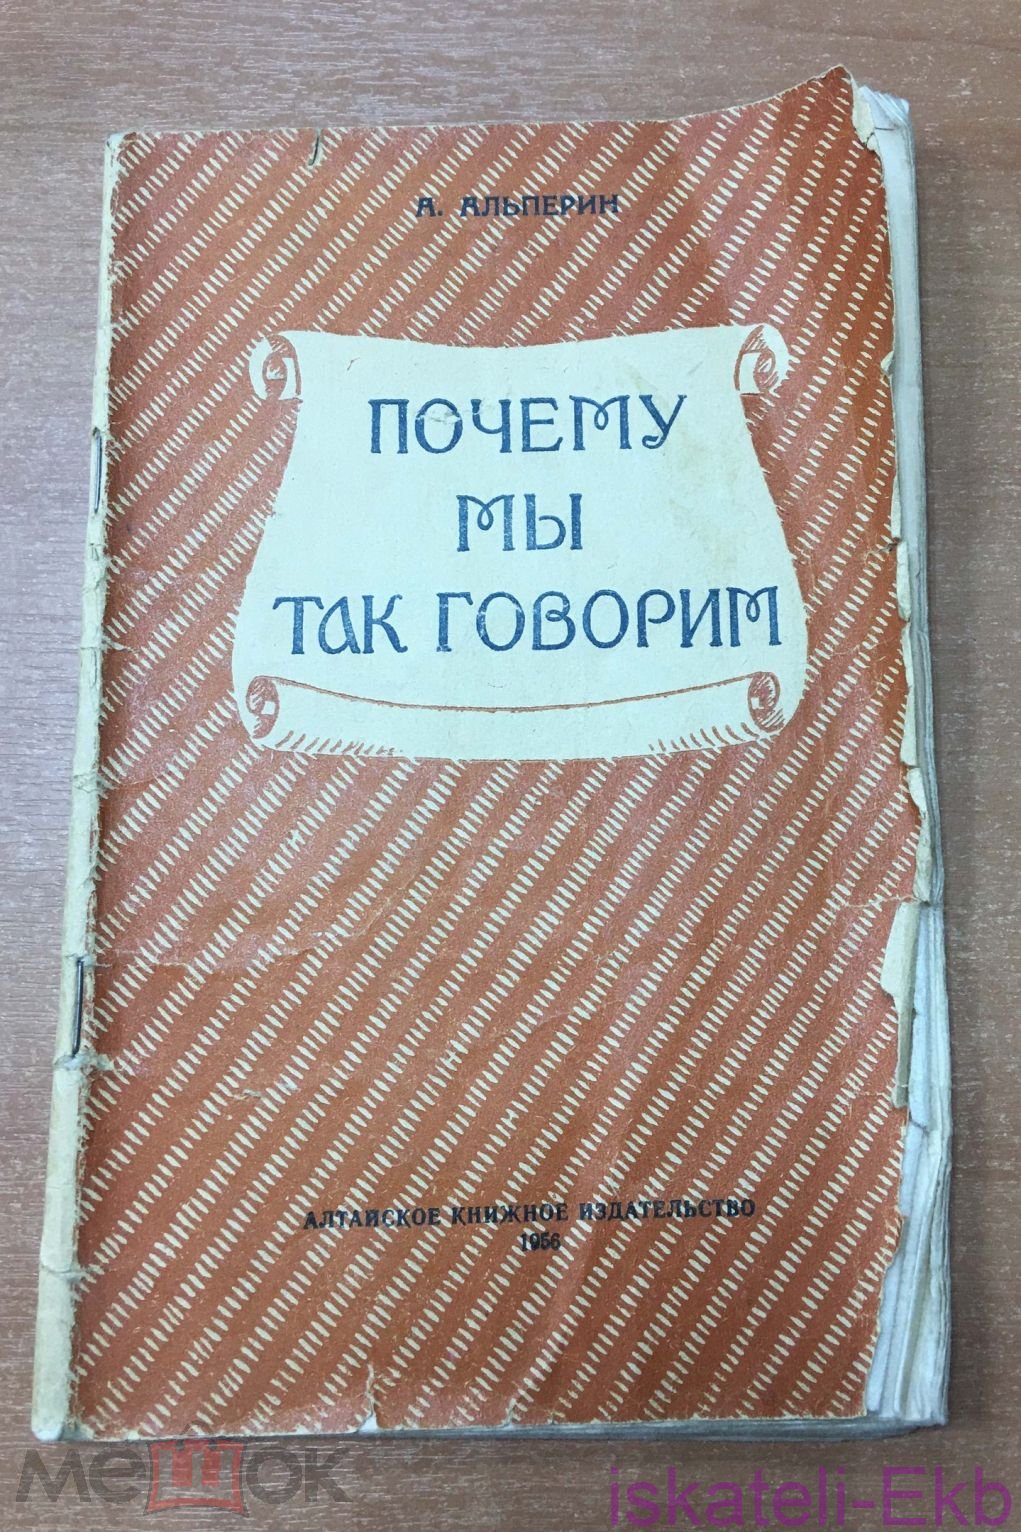 А. АЛЬПЕРИН
ПОЧЕМУ
МЫ
ТАК ГОВОРИМ
АЛТАЙСКОЕ КНИЖНОЕ ИЗДАТЕЛЬСТВО
1956
мешок
iskateli-Ekb